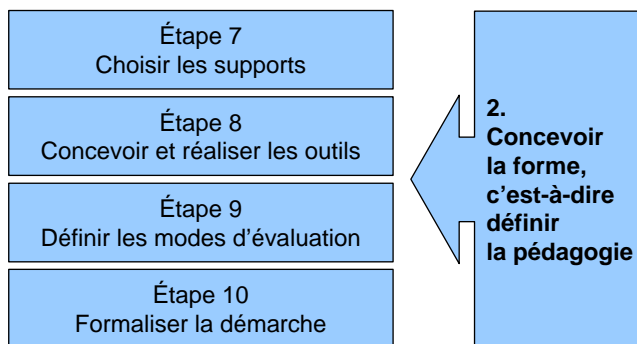 Étape 7
Choisir les supports
Étape 8
Concevoir et réaliser les outils
Étape 9
Définir les modes d’évaluation
Étape 10
Formaliser la démarche
2.
Concevoir
la forme,
c’est-à-dire
définir
la pédagogie